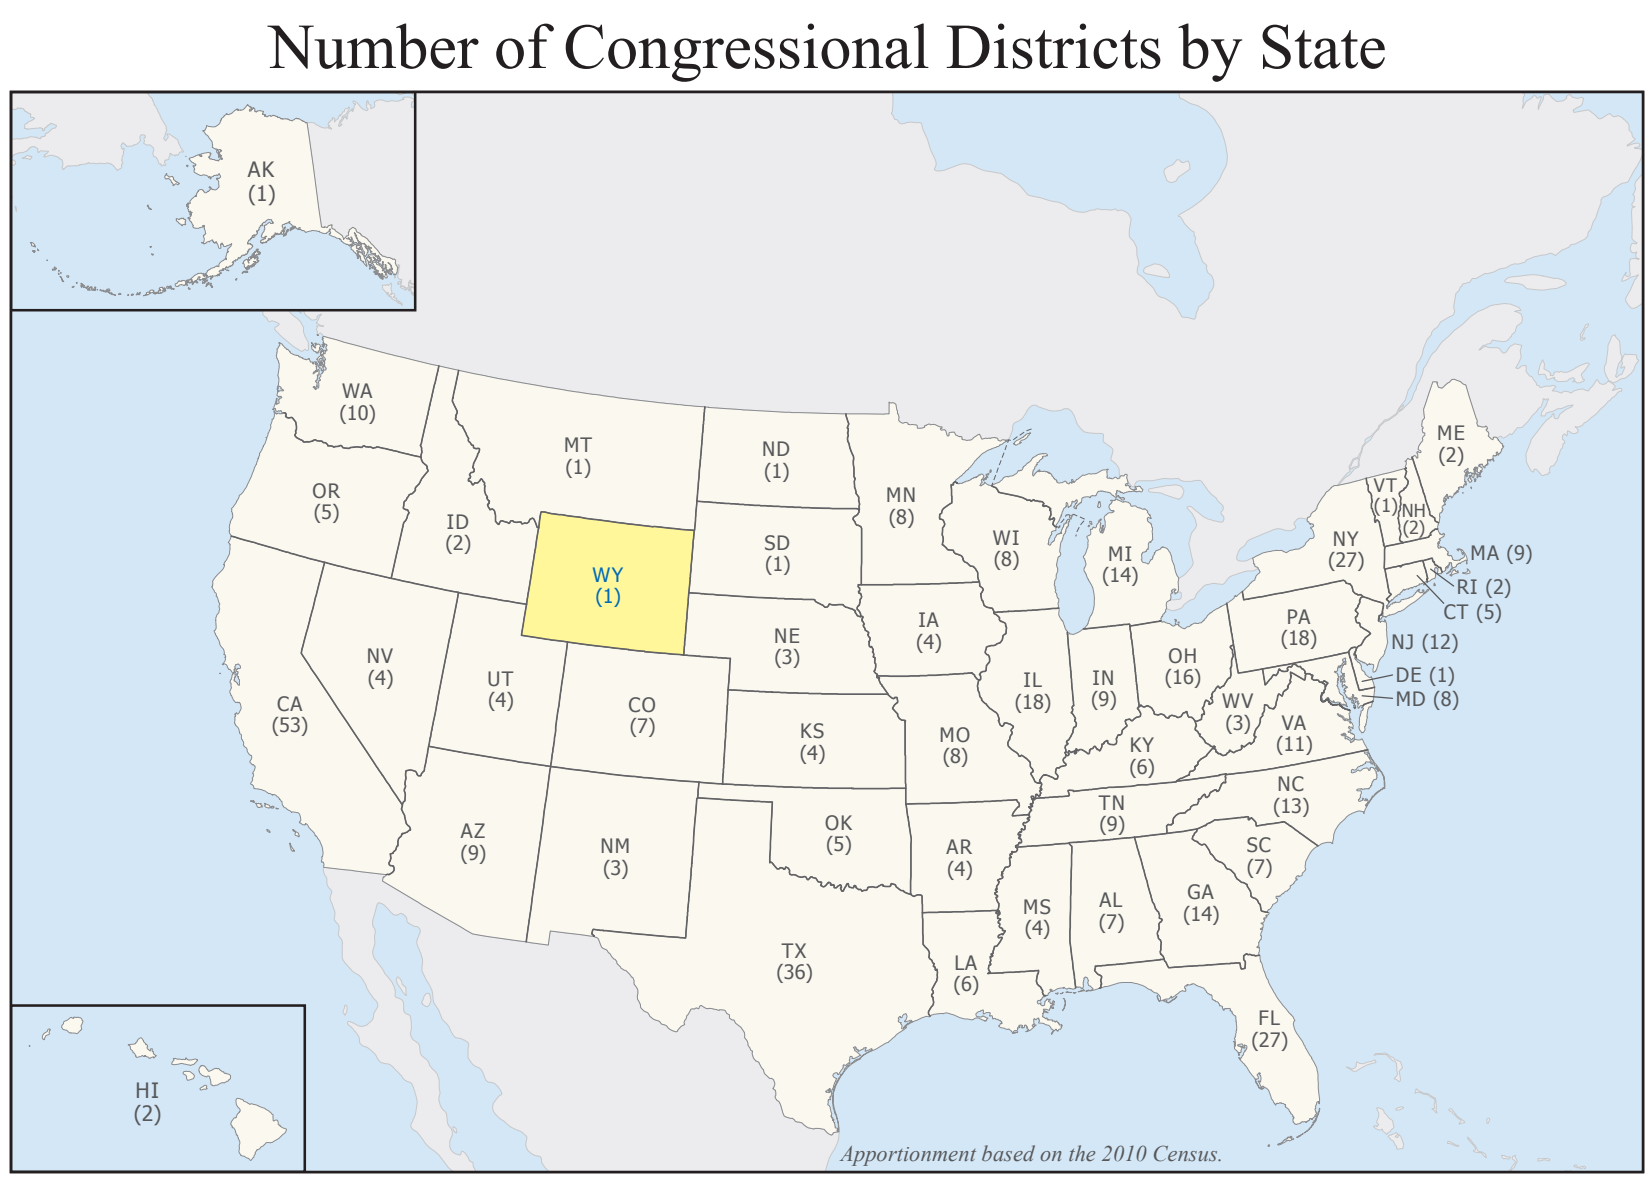 Number of Congressional Districts by State
AK
(1)
WA
(10)
MT
(1)
ND
(1)
MN
(8)
ME
(2)
VT
(1)
NH
(2)
OR
(5)
ID
(2)
WY
(1)
SD
(1)
WI
(8)
MI
(14)
NY
(27)
MA (9)
RI (2)
CT (5)
NJ (12)
DE (1)
MD (8)
PA
(18)
IA
(4)
NE
(3)
NV
(4)
UT
(4)
CA
(53)
CO
(7)
KS
(4)
MO
(8)
IL
(18)
IN
(9)
OH
(16)
WV
(3)
VA
(11)
KY
(6)
NC
(13)
TN
(9)
AZ
(9)
NM
(3)
OK
(5)
AR
(4)
SC
(7)
MS
(4)
AL
(7)
GA
(14)
TX
(36)
LA
(6)
FL
(27)
HI
(2)
Apportionment based on the 2010 Census.